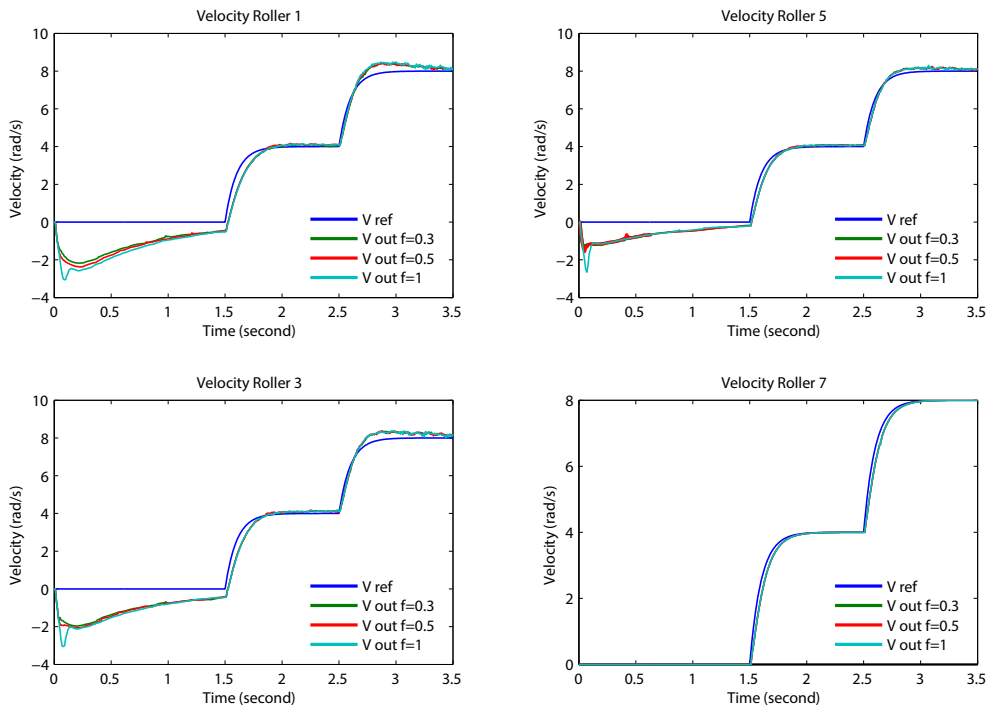 Velocity Roller 1
10
8
6
4
2
0
−2
−4
Velocity (rad/s)
0 0.5 1 1.5 2 2.5 3 3.5
Time (second)
V ref
V out f=0.3
V out f=0.5
V out f=1
Velocity Roller 5
10
8
6
4
2
0
−2
−4
Velocity (rad/s)
0 0.5 1 1.5 2 2.5 3 3.5
Time (second)
V ref
V out f=0.3
V out f=0.5
V out f=1
Velocity Roller 3
10
8
6
4
2
0
−2
−4
Velocity (rad/s)
0 0.5 1 1.5 2 2.5 3 3.5
Time (second)
V ref
V out f=0.3
V out f=0.5
V out f=1
Velocity Roller 7
8
6
4
2
0
Velocity (rad/s)
0 0.5 1 1.5 2 2.5 3 3.5
Time (second)
V ref
V out f=0.3
V out f=0.5
V out f=1